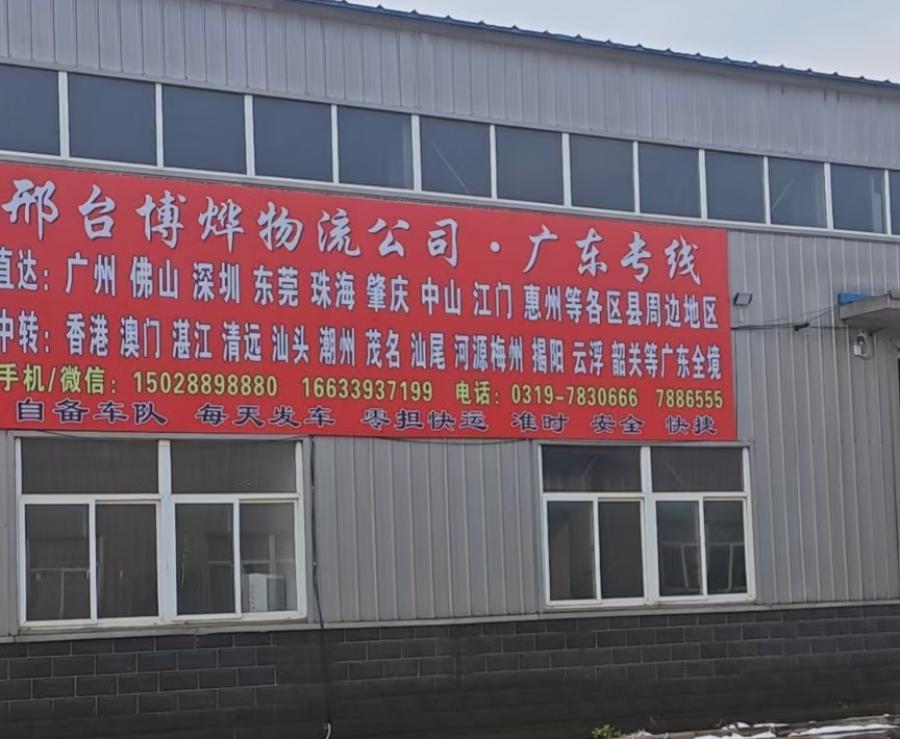 邢台博烨物流公司·广东专线
直达：广州 佛山 深圳 东莞 珠海 肇庆 中山 江门 惠州等各区县周边地区
中转：香港 澳门 湛江 清远 汕头 潮州 茂名 汕尾 河源梅州 揭阳 云浮 韶关等广东全境
手机/微信：15028898880 16633937199 电话：0319-7830666 7886555
自备车队 每天发车 零担快运 准时 安全 快捷